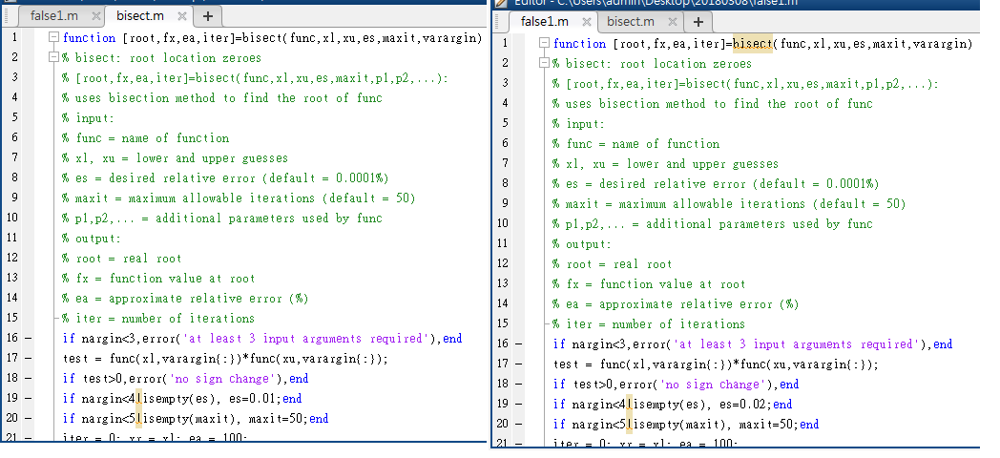 false1.m × bisect.m × +
1 function [root,fx,ea,iter]=bisect(func,xl,xu,es,maxit,varargin)
2 % bisect: root location zeroes
3 % [root,fx,ea,iter]=bisect(func,xl,xu,es,maxit,p1,p2,...):
4 % uses bisection method to find the root of func
5 % input:
6 % func = name of function
7 % xl, xu = lower and upper guesses
8 % es = desired relative error (default = 0.0001%)
9 % maxit = maximum allowable iterations (default = 50)
10 % p1,p2,... = additional parameters used by func
11 % output:
12 % root = real root
13 % fx = function value at root
14 % ea = approximate relative error (%)
15 % iter = number of iterations
16 – if nargin<3,error('at least 3 input arguments required'),end
17 – test = func(xl,varargin{:})*func(xu,varargin{:});
18 – if test>0,error('no sign change'),end
19 – if nargin<4|isempty(es), es=0.01;end
20 – if nargin<5|isempty(maxit), maxit=50;end
21 – iter = 0; xr = xl; ea = 100;
Editor - C:\Users\admin\Desktop\20180308\false1.m
false1.m × bisect.m × +
1 function [root,fx,ea,iter]=bisect(func,xl,xu,es,maxit,varargin)
2 % bisect: root location zeroes
3 % [root,fx,ea,iter]=bisect(func,xl,xu,es,maxit,p1,p2,...):
4 % uses bisection method to find the root of func
5 % input:
6 % func = name of function
7 % xl, xu = lower and upper guesses
8 % es = desired relative error (default = 0.0001%)
9 % maxit = maximum allowable iterations (default = 50)
10 % p1,p2,... = additional parameters used by func
11 % output:
12 % root = real root
13 % fx = function value at root
14 % ea = approximate relative error (%)
15 % iter = number of iterations
16 – if nargin<3,error('at least 3 input arguments required'),end
17 – test = func(xl,varargin{:})*func(xu,varargin{:});
18 – if test>0,error('no sign change'),end
19 – if nargin<4|isempty(es), es=0.02;end
20 – if nargin<5|isempty(maxit), maxit=50;end
21 – iter = 0; xr = xl; ea = 100;